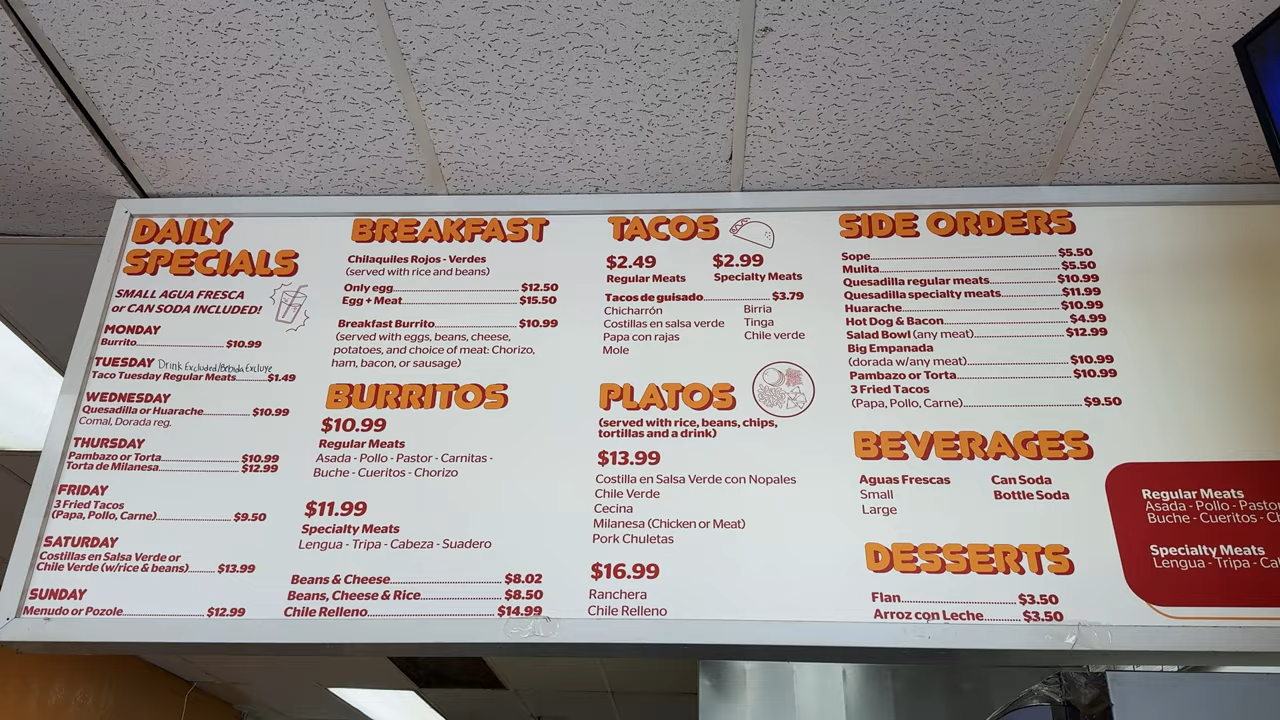 DAILY
SPECIALS
SMALL AGUA FRESCA
or CAN SODA INCLUDED!
MONDAY
Burrito................................ $10.99
TUESDAY Drink Excluded/Bebida Excluye
Taco Tuesday Regular Meats...........$1.49
WEDNESDAY
Quesadilla or Huarache................ $10.99
Comal, Dorada reg.
THURSDAY
Pambazo or Torta......................... $10.99
Torta de Milanesa......................... $12.99
FRIDAY
3 Fried Tacos
(Papa, Pollo, Carne)....................... $9.50
SATURDAY
Costillas en Salsa Verde or
Chile Verde (w/rice & beans)......... $13.99
SUNDAY
Menudo or Pozole.......................... $12.99
BREAKFAST
Chilaquiles Rojos - Verdes
(served with rice and beans)
Only egg............................................ $12.50
Egg + Meat......................................... $15.50
Breakfast Burrito............................ $10.99
(served with eggs, beans, cheese,
potatoes, and choice of meat: Chorizo,
ham, bacon, or sausage)
BURRITOS
$10.99
Regular Meats
Asada - Pollo - Pastor - Carnitas -
Buche - Cueritos - Chorizo
$11.99
Specialty Meats
Lengua - Tripa - Cabeza - Suadero
Beans & Cheese................................ $8.02
Beans, Cheese & Rice........................ $8.50
Chile Relleno..................................... $14.99
TACOS
$2.49 $2.99
Regular Meats Specialty Meats
Tacos de guisado...................... $3.79
Chicharrón Birria
Costillas en salsa verde Tinga
Papa con rajas Chile verde
Mole
PLATOS
(served with rice, beans, chips,
tortillas and a drink)
$13.99
Costilla en Salsa Verde con Nopales
Chile Verde
Cecina
Milanesa (Chicken or Meat)
Pork Chuletas
$16.99
Ranchera
Chile Relleno
SIDE ORDERS
Sope............................................................ $5.50
Mulita.......................................................... $5.50
Quesadilla regular meats....................... $10.99
Quesadilla specialty meats.................... $11.99
Huarache.................................................... $10.99
Hot Dog & Bacon...................................... $4.99
Salad Bowl (any meat)............................ $12.99
Big Empanada
(dorada w/any meat)................................ $10.99
Pambazo or Torta..................................... $10.99
3 Fried Tacos
(Papa, Pollo, Carne).................................. $9.50
BEVERAGES
Aguas Frescas Can Soda
Small Bottle Soda
Large
DESSERTS
Flan................................... $3.50
Arroz con Leche............ $3.50
Regular Meats
Asada - Pollo - Pastor
Buche - Cueritos -
Specialty Meats
Lengua - Tripa -